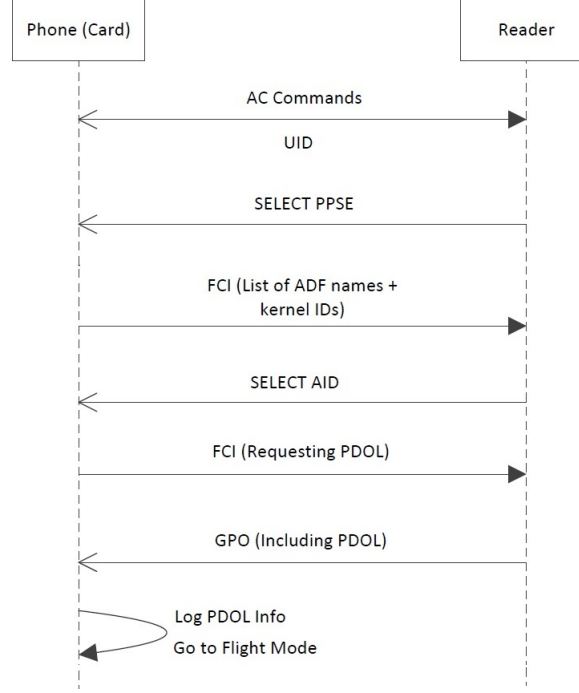 Phone (Card)
Reader
AC Commands
UID
SELECT PPSE
FCI (List of ADF names +
kernel IDs)
SELECT AID
FCI (Requesting PDOL)
GPO (Including PDOL)
Log PDOL Info
Go to Flight Mode